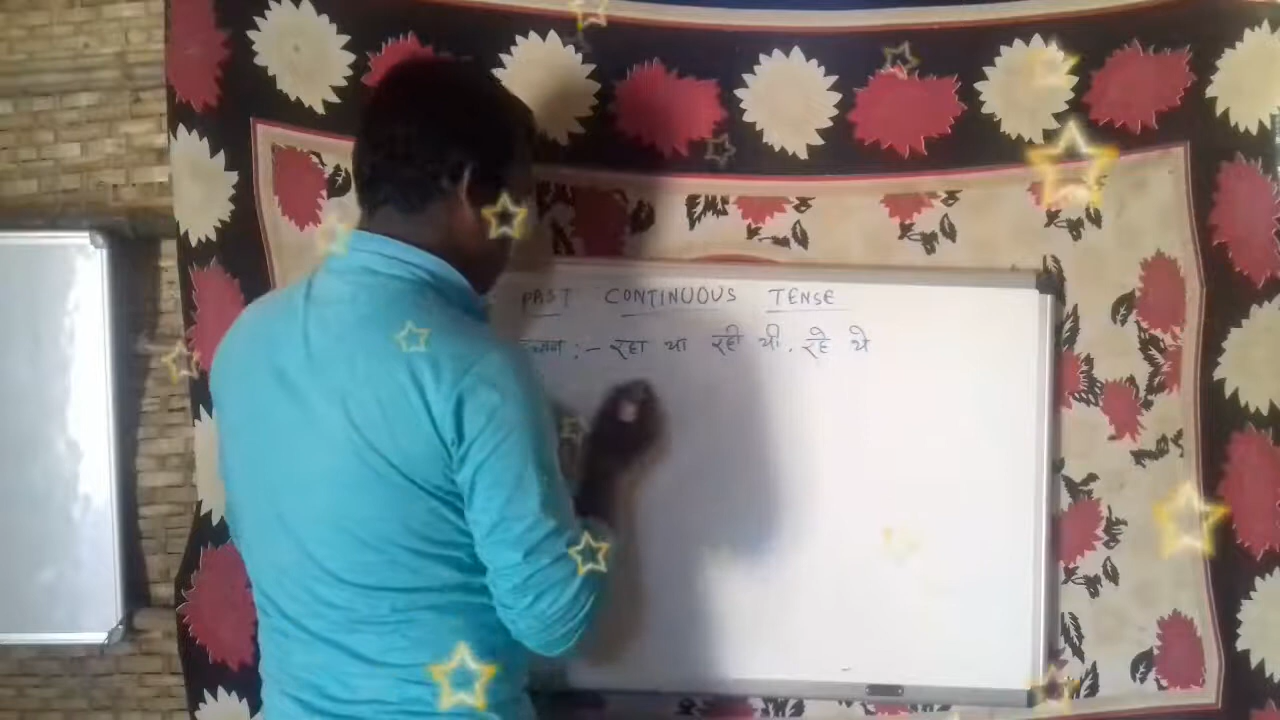 PAST CONTINUOUS TENSE
:- रहा था रही थी, रहे थे